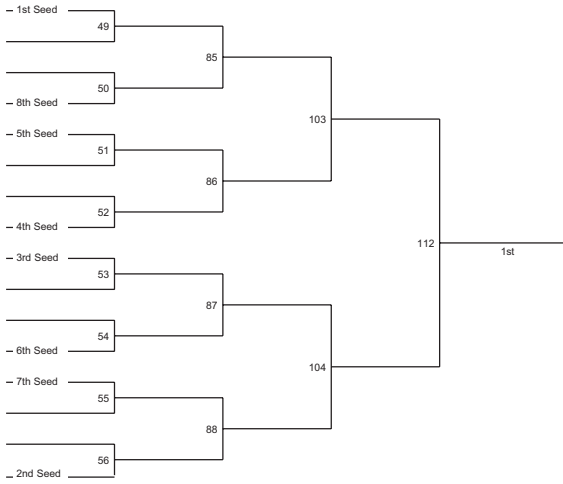 1st Seed
49
85
50
8th Seed
103
5th Seed
51
86
52
4th Seed
112
1st
3rd Seed
53
87
54
6th Seed
104
7th Seed
55
88
56
2nd Seed